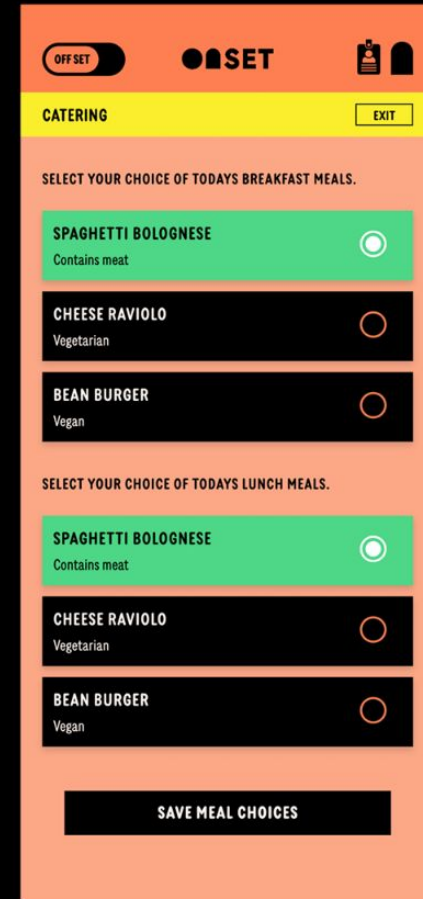 OFF SET
ONSET
CATERING
EXIT
SELECT YOUR CHOICE OF TODAYS BREAKFAST MEALS.
SPAGHETTI BOLOGNESE
Contains meat
CHEESE RAVIOLO
Vegetarian
BEAN BURGER
Vegan
SELECT YOUR CHOICE OF TODAYS LUNCH MEALS.
SPAGHETTI BOLOGNESE
Contains meat
CHEESE RAVIOLO
Vegetarian
BEAN BURGER
Vegan
SAVE MEAL CHOICES